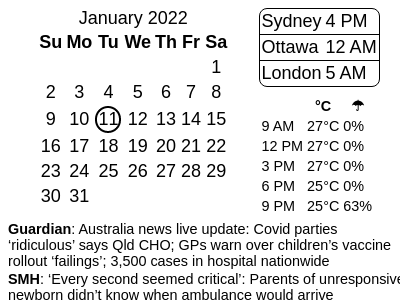 January 2022
Su Mo Tu We Th Fr Sa
1
2 3 4 5 6 7 8
9 10 11 12 13 14 15
16 17 18 19 20 21 22
23 24 25 26 27 28 29
30 31
Sydney 4 PM
Ottawa 12 AM
London 5 AM
°C ☂
9 AM 27°C 0%
12 PM 27°C 0%
3 PM 27°C 0%
6 PM 25°C 0%
9 PM 25°C 63%
Guardian: Australia news live update: Covid parties
‘ridiculous’ says Qld CHO; GPs warn over children’s vaccine
rollout ‘failings’; 3,500 cases in hospital nationwide
SMH: ‘Every second seemed critical’: Parents of unresponsive
newborn didn’t know when ambulance would arrive